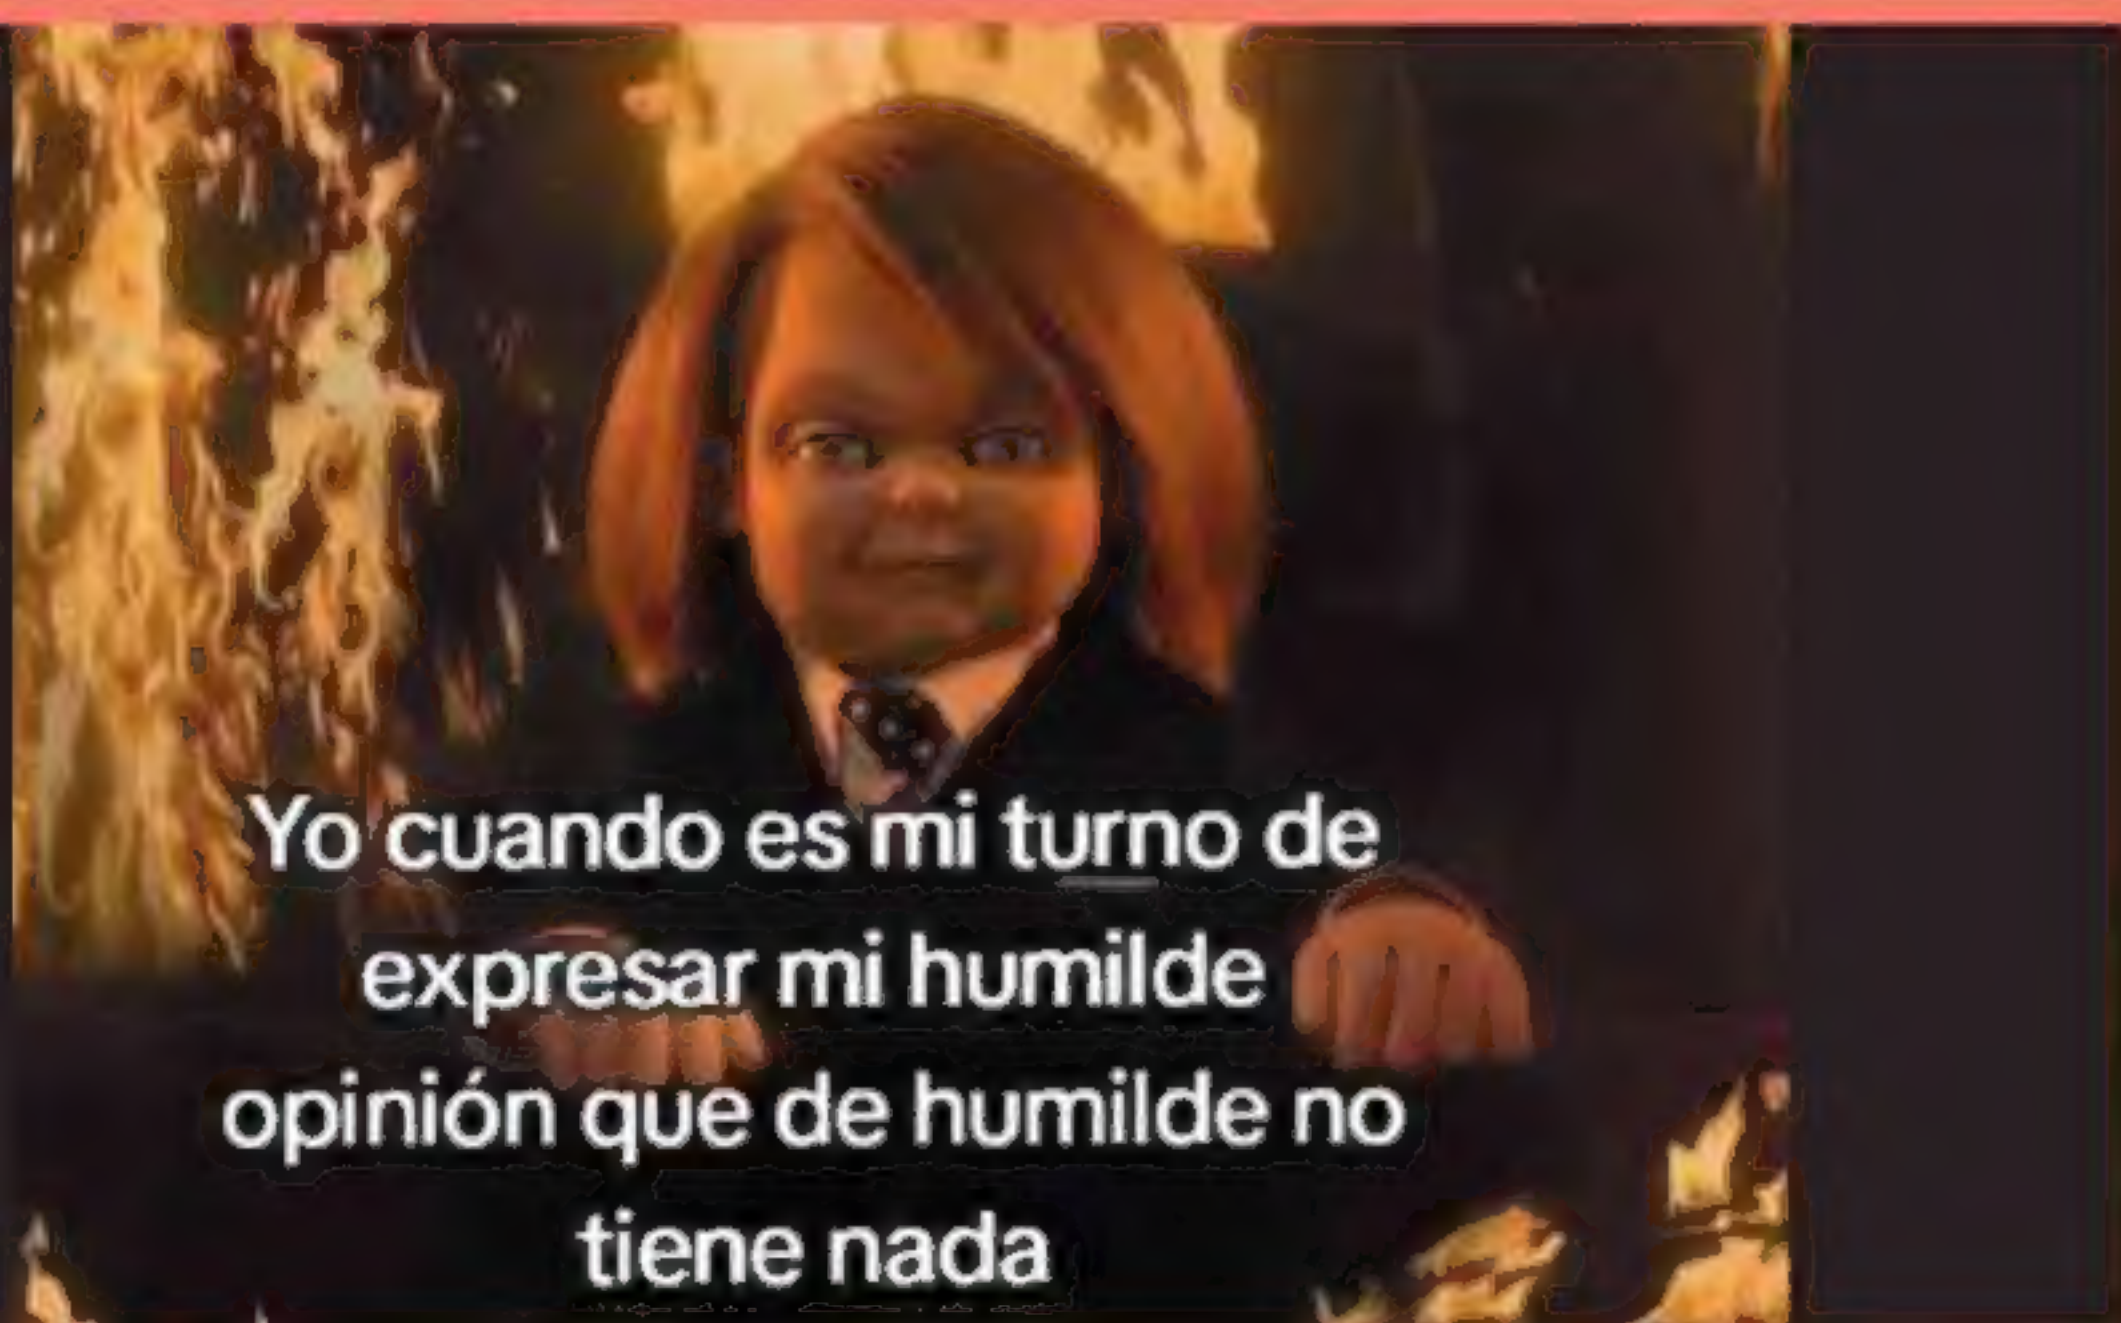 Yo cuando es mi turno de
expresar mi humilde
opinión que de humilde no
tiene nada